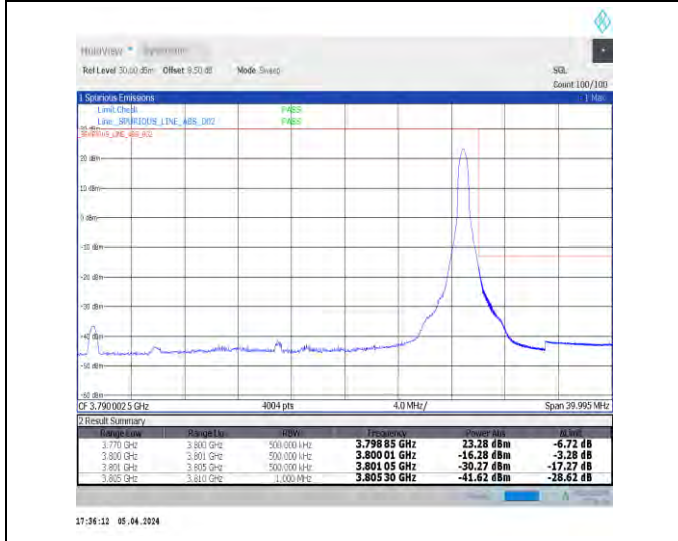 MultiView
Ref Level 30.00 dBm Offset 9.50 dB Mode Sweep SGL
Count 100/100
1 Spurious Emissions
Limit Check PASS
Line _SPURIOUS_LINE_ABS_002 PASS
30 dBm
_SPURIOUS_LINE_ABS_002
20 dBm
10 dBm
0 dBm
-10 dBm
-20 dBm
-30 dBm
-40 dBm
-50 dBm
-60 dBm
CF 3.7900025 GHz 4004 pts 4.0 MHz/ Span 39.995 MHz
2 Result Summary
Range Low Range Up RBW Frequency Power Abs ΔLimit
3.770 GHz 3.800 GHz 500.000 kHz 3.798 85 GHz 23.28 dBm -6.72 dB
3.800 GHz 3.801 GHz 500.000 kHz 3.800 01 GHz -16.28 dBm -3.28 dB
3.801 GHz 3.805 GHz 500.000 kHz 3.801 05 GHz -30.27 dBm -17.27 dB
3.805 GHz 3.810 GHz 1.000 MHz 3.805 30 GHz -41.62 dBm -28.62 dB
17:36:12 05.04.2024